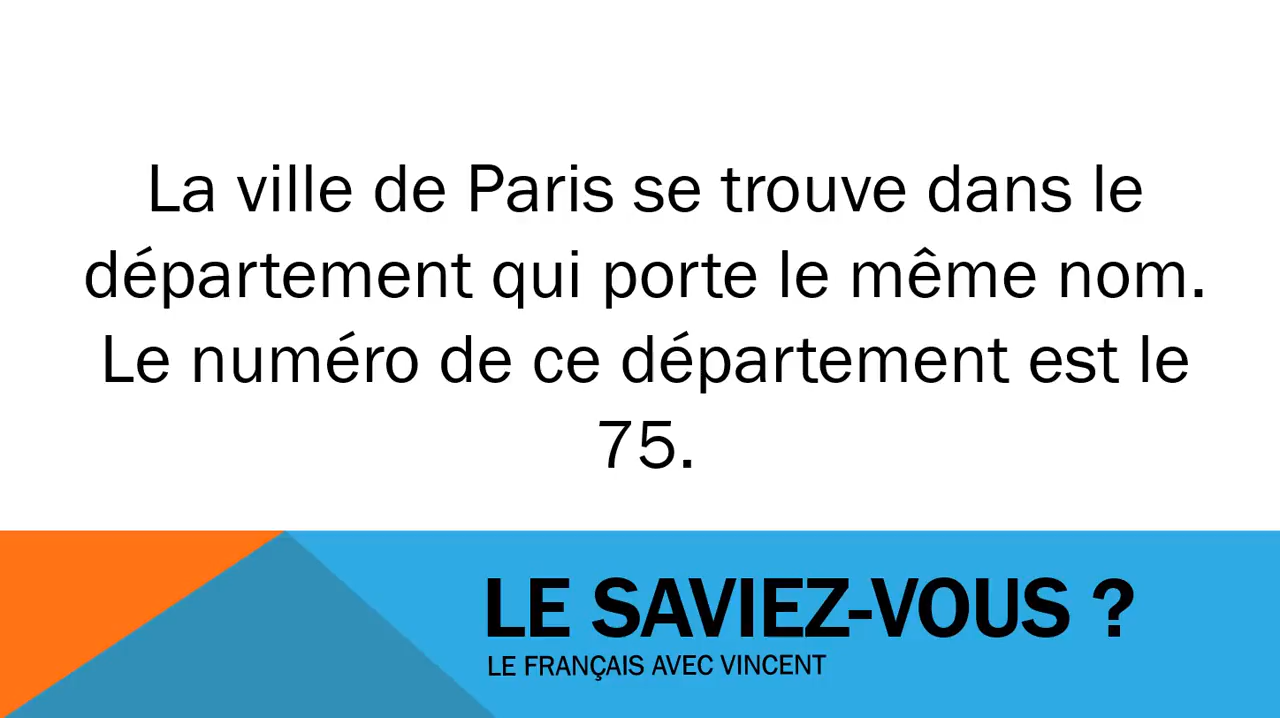 La ville de Paris se trouve dans le
département qui porte le même nom.
Le numéro de ce département est le
75.
LE SAVIEZ-VOUS ?
LE FRANÇAIS AVEC VINCENT